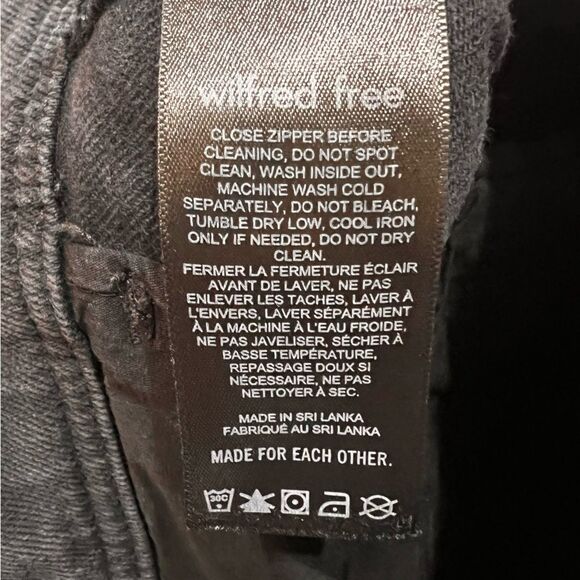 wilfred free
CLOSE ZIPPER BEFORE
CLEANING, DO NOT SPOT
CLEAN, WASH INSIDE OUT,
MACHINE WASH COLD
SEPARATELY, DO NOT BLEACH,
TUMBLE DRY LOW, COOL IRON
ONLY IF NEEDED, DO NOT DRY
CLEAN.
FERMER LA FERMETURE ÉCLAIR
AVANT DE LAVER, NE PAS
ENLEVER LES TACHES, LAVER À
L'ENVERS, LAVER SÉPARÉMENT
À LA MACHINE À L'EAU FROIDE,
NE PAS JAVELISER, SÉCHER À
BASSE TEMPÉRATURE,
REPASSAGE DOUX SI
NÉCESSAIRE, NE PAS
NETTOYER À SEC.
MADE IN SRI LANKA
FABRIQUÉ AU SRI LANKA
MADE FOR EACH OTHER.
30C